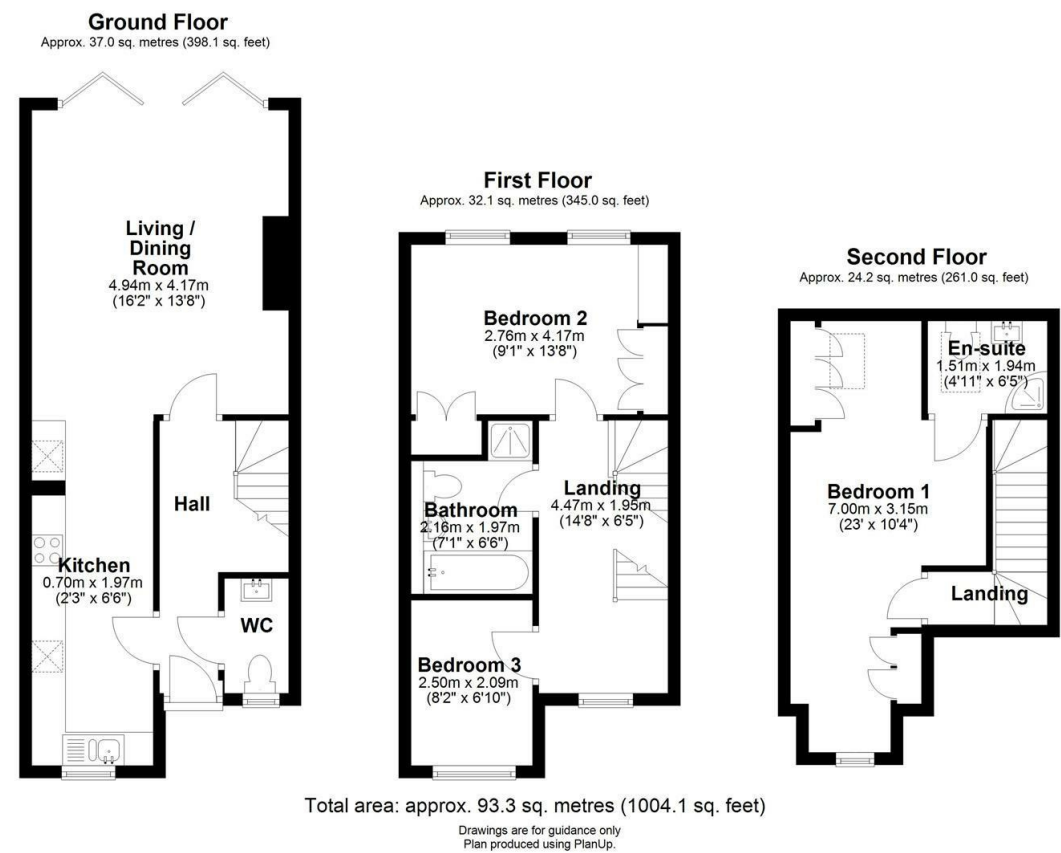 Ground Floor
Approx. 37.0 sq. metres (398.1 sq. feet)
Living /
Dining
Room
4.94m x 4.17m
(16'2" x 13'8")
Hall
Kitchen
0.70m x 1.97m
(2'3" x 6'6")
WC
First Floor
Approx. 32.1 sq. metres (345.0 sq. feet)
Bedroom 2
2.76m x 4.17m
(9'1" x 13'8")
Landing
4.47m x 1.95m
(14'8" x 6'5")
Bathroom
2.16m x 1.97m
(7'1" x 6'6")
Bedroom 3
2.50m x 2.09m
(8'2" x 6'10")
Second Floor
Approx. 24.2 sq. metres (261.0 sq. feet)
En-suite
1.51m x 1.94m
(4'11" x 6'5")
Bedroom 1
7.00m x 3.15m
(23' x 10'4")
Landing
Total area: approx. 93.3 sq. metres (1004.1 sq. feet)
Drawings are for guidance only
Plan produced using PlanUp.